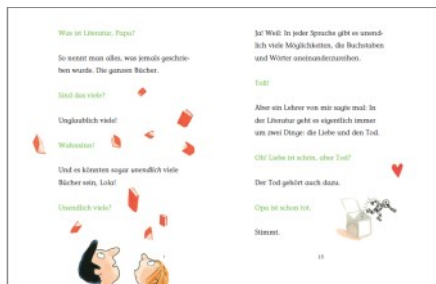 Was ist Literatur, Papa?
So nennt man alles, was jemals geschrie-
ben wurde. Die ganzen Bücher.
Sind das viele?
Unglaublich viele!
Wahnsinn!
Und es könnten sogar unendlich viele
Bücher sein, Lola!
Unendlich viele?
Ja! Weil: In jeder Sprache gibt es unend-
lich viele Möglichkeiten, die Buchstaben
und Wörter aneinanderzureihen.
Toll!
Aber ein Lehrer von mir sagte mal: In
der Literatur geht es eigentlich immer
um zwei Dinge: die Liebe und den Tod.
Oh! Liebe ist schön, aber Tod?
Der Tod gehört auch dazu.
Opa ist schon tot.
Stimmt.